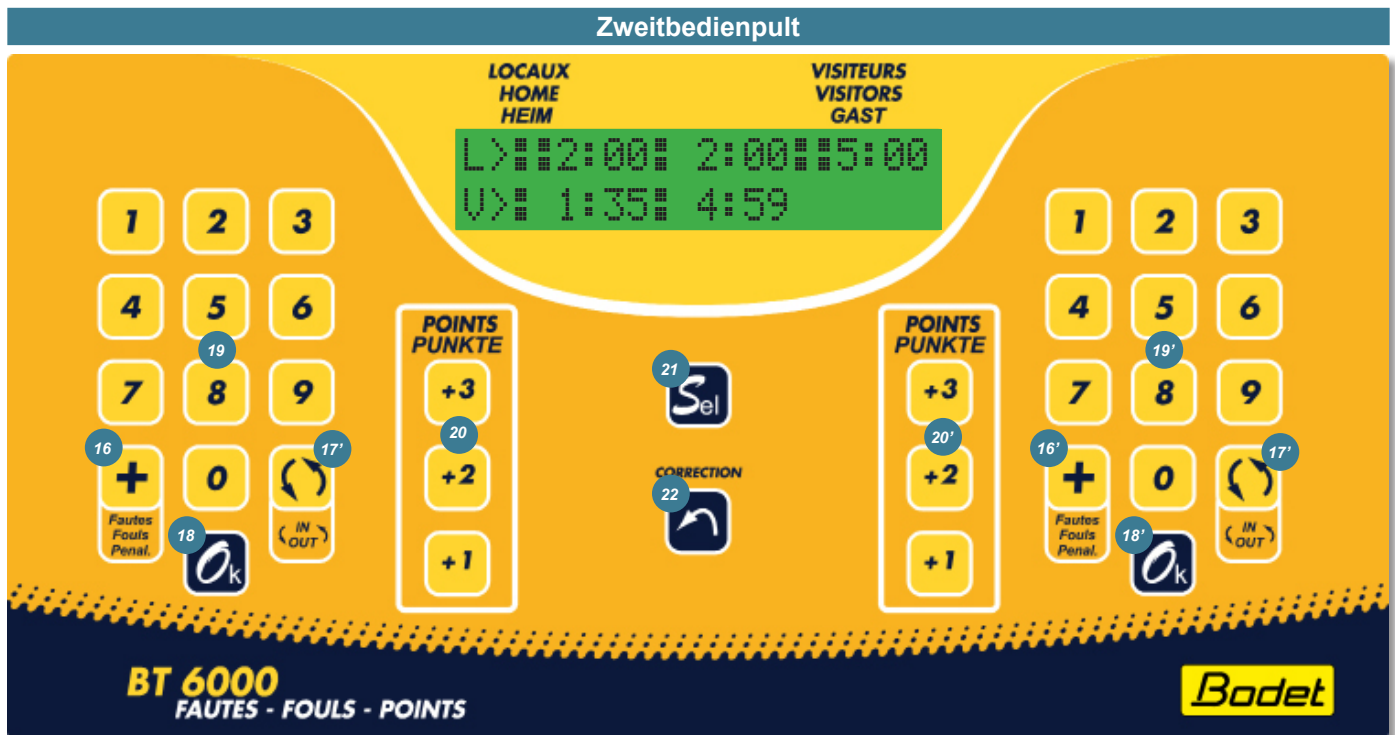 Zweitbedienpult
LOCAUX
HOME
HEIM
VISITEURS
VISITORS
GAST
L> 2:00 2:00 5:00
V> 1:35 4:59
1 2 3
4 5 6
19
7 8 9
16
+ 0
17'
Fautes
Fouls
Penal.
18
Ok
IN
OUT
POINTS
PUNKTE
+3
20
+2
+1
21
Sel
CORRECTION
22
POINTS
PUNKTE
+3
20'
+2
+1
1 2 3
4 5 6
19'
7 8 9
16'
+ 0
17'
Fautes
Fouls
Penal.
18'
Ok
IN
OUT
BT 6000
FAUTES - FOULS - POINTS
Bodet